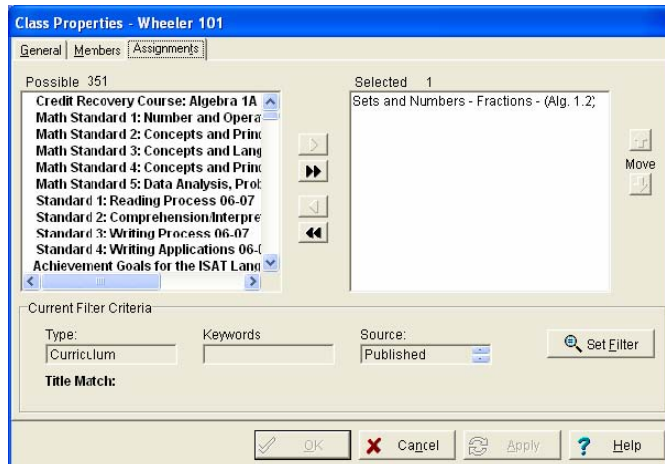 Class Properties - Wheeler 101
General Members Assignments
Possible 351
Credit Recovery Course: Algebra 1A
Math Standard 1: Number and Opera
Math Standard 2: Concepts and Princ
Math Standard 3: Concepts and Lang
Math Standard 4: Concepts and Princ
Math Standard 5: Data Analysis, Prob
Standard 1: Reading Process 06-07
Standard 2: Comprehension/Interpre
Standard 3: Writing Process 06-07
Standard 4: Writing Applications 06-0
Achievement Goals for the ISAT Lang
Selected 1
Sets and Numbers - Fractions - (Alg. 1.2)
Move
Current Filter Criteria
Type: Keywords Source:
Curriculum Published
Set Filter
Title Match:
OK Cancel Apply Help